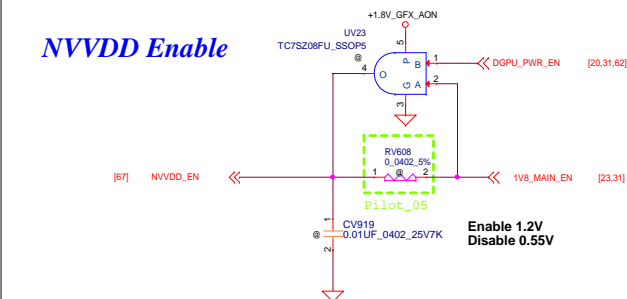 +1.8V_GFX_AON
NVVDD Enable
UV23
TC7SZ08FU_SSOP5
@
5
P
B
1
DGPU_PWR_EN
[20,31,62]
4
O
2
A
G
3
RV608
0_0402_5%
[67]
NVVDD_EN
1
@
2
1V8_MAIN_EN
[23,31]
Pilot_05
1
CV919
@
0.01UF_0402_25V7K
2
Enable 1.2V
Disable 0.55V